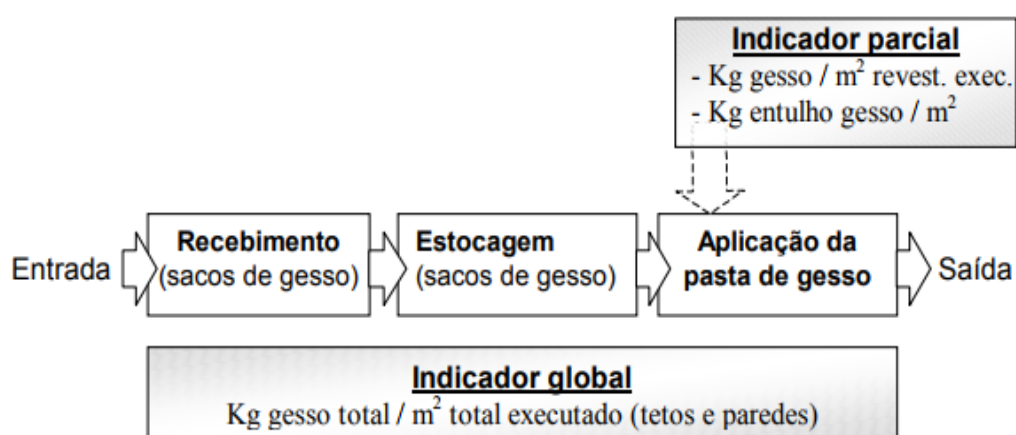 Indicador parcial
- Kg gesso / m² revest. exec.
- Kg entulho gesso / m²
Entrada
Recebimento
(sacos de gesso)
Estocagem
(sacos de gesso)
Aplicação da
pasta de gesso
Saída
Indicador global
Kg gesso total / m² total executado (tetos e paredes)